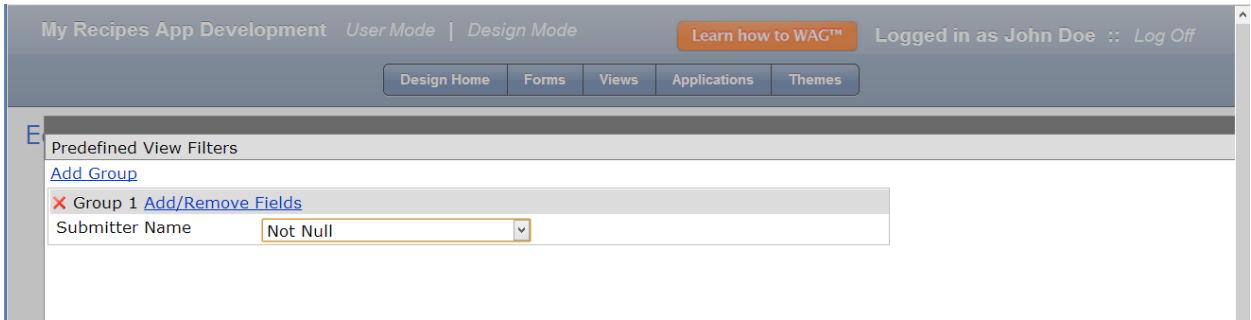 My Recipes App Development User Mode | Design Mode
Learn how to WAG™ Logged in as John Doe :: Log Off
Design Home Forms Views Applications Themes
Predefined View Filters
Add Group
Group 1 Add/Remove Fields
Submitter Name Not Null